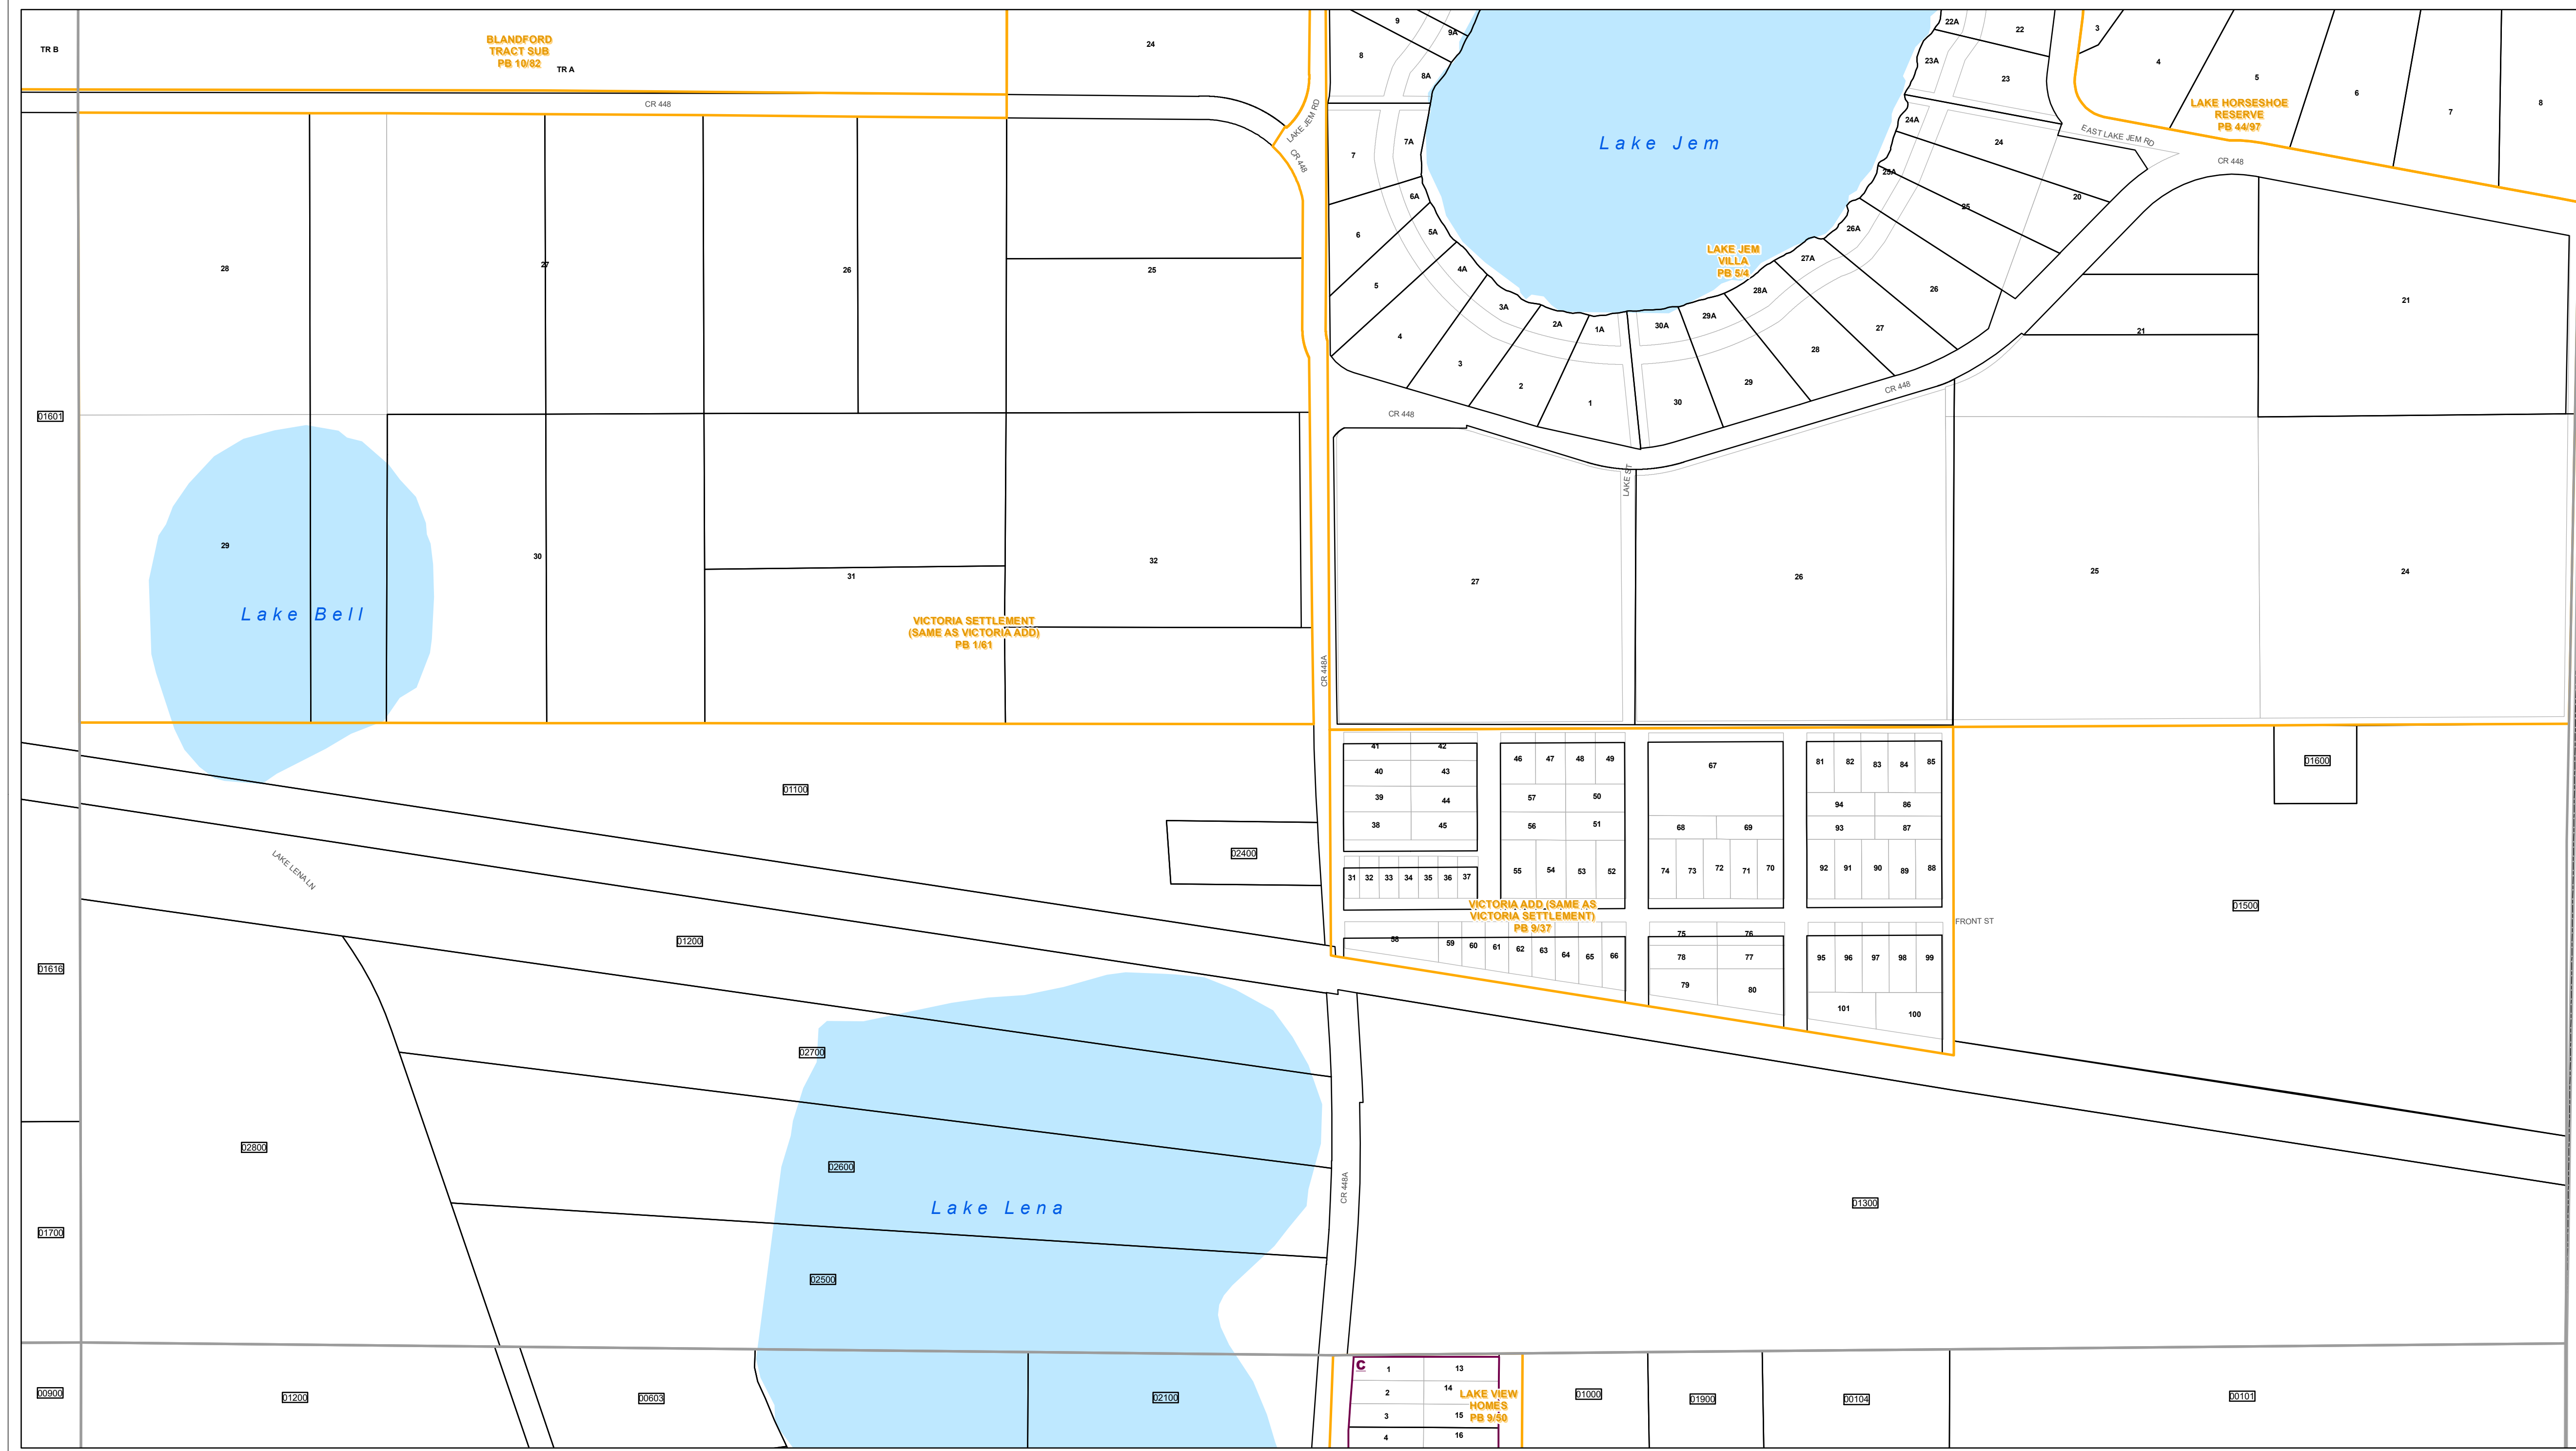 TR B
BLANDFORD
TRACT SUB
PB 10/82
TR A
24
CR 448
LAKE JEM RD
CR 448
9
9A
8
8A
7
7A
6A
6
5A
5
4A
4
3A
3
2A
2
1A
1
Lake Jem
LAKE JEM
VILLA
PB 5/4
22A
22
23A
23
24A
24
25A
25
20
26A
26
27A
27
28A
28
29A
29
30A
30
EAST LAKE JEM RD
CR 448
3
4
5
6
7
8
LAKE HORSESHOE
RESERVE
PB 44/97
21
21
CR 448
CR 448
LAKE ST
28
27
26
25
01601
29
30
31
32
Lake Bell
VICTORIA SETTLEMENT
(SAME AS VICTORIA ADD)
PB 1/61
CR 448A
27
26
25
24
41
42
40
43
39
44
38
45
31
32
33
34
35
36
37
46
47
48
49
57
50
56
51
55
54
53
52
67
68
69
74
73
72
71
70
81
82
83
84
85
94
86
93
87
92
91
90
89
88
VICTORIA ADD (SAME AS
VICTORIA SETTLEMENT)
PB 9/37
58
59
60
61
62
63
64
65
66
75
76
78
77
79
80
95
96
97
98
99
101
100
FRONT ST
01600
01500
01100
02400
LAKE LENA LN
01200
01616
02700
02800
02600
Lake Lena
01700
02500
CR 448A
01300
00900
01200
00603
02100
C
1
13
2
14
3
15
4
16
LAKE VIEW
HOMES
PB 9/50
01000
01900
00104
00101